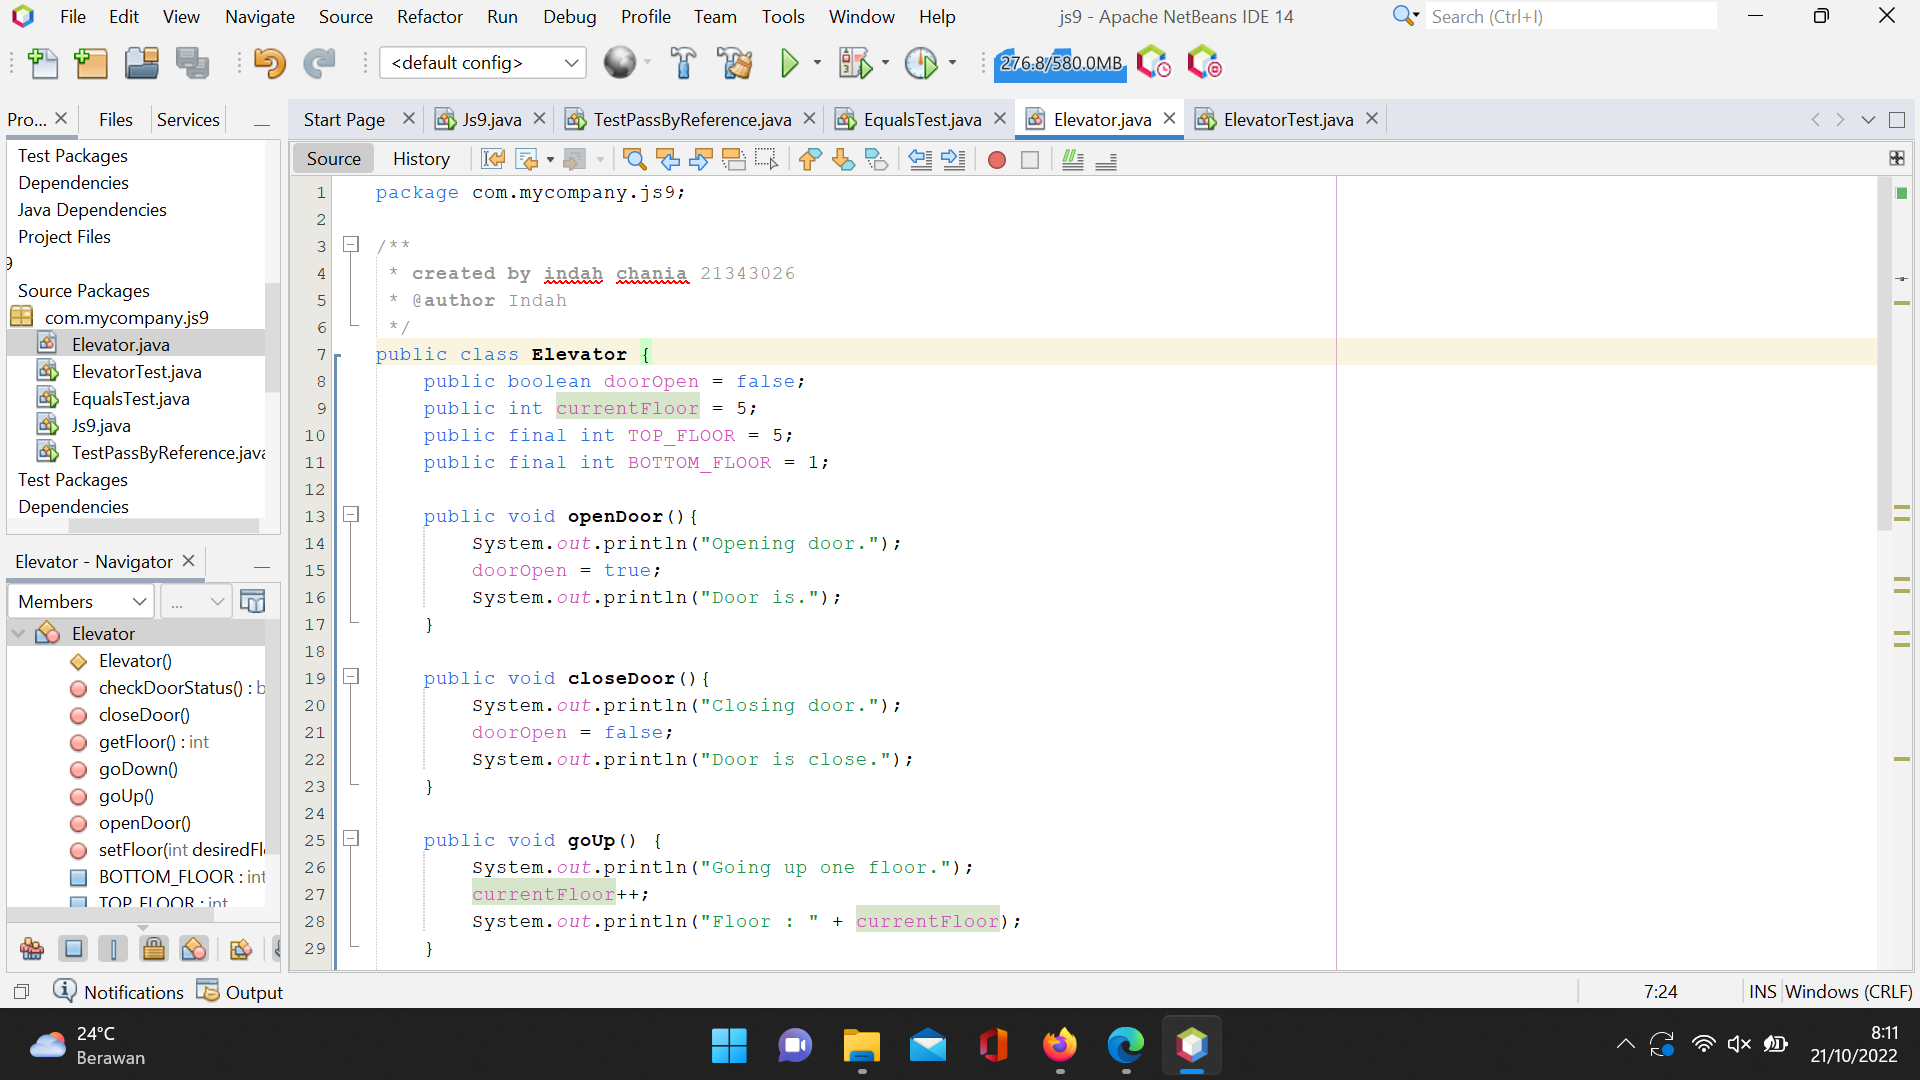 File Edit View Navigate Source Refactor Run Debug Profile Team Tools Window Help js9 - Apache NetBeans IDE 14 Search (Ctrl+I)
<default config> 276.8/580.0MB
Pro... Files Services Start Page Js9.java TestPassByReference.java EqualsTest.java Elevator.java ElevatorTest.java
Source History
Test Packages
Dependencies
Java Dependencies
Project Files
9
Source Packages
com.mycompany.js9
Elevator.java
ElevatorTest.java
EqualsTest.java
Js9.java
TestPassByReference.java
Test Packages
Dependencies
Elevator - Navigator
Members ...
Elevator
Elevator()
checkDoorStatus() : b
closeDoor()
getFloor() : int
goDown()
goUp()
openDoor()
setFloor(int desiredFl
BOTTOM_FLOOR : int
TOP_FLOOR : int
1 package com.mycompany.js9;
2
3 /**
4 * created by indah chania 21343026
5 * @author Indah
6 */
7 public class Elevator {
8 public boolean doorOpen = false;
9 public int currentFloor = 5;
10 public final int TOP_FLOOR = 5;
11 public final int BOTTOM_FLOOR = 1;
12
13 public void openDoor(){
14 System.out.println("Opening door.");
15 doorOpen = true;
16 System.out.println("Door is.");
17 }
18
19 public void closeDoor(){
20 System.out.println("Closing door.");
21 doorOpen = false;
22 System.out.println("Door is close.");
23 }
24
25 public void goUp() {
26 System.out.println("Going up one floor.");
27 currentFloor++;
28 System.out.println("Floor : " + currentFloor);
29 }
Notifications Output 7:24 INS Windows (CRLF)
24°C
Berawan
8:11
21/10/2022